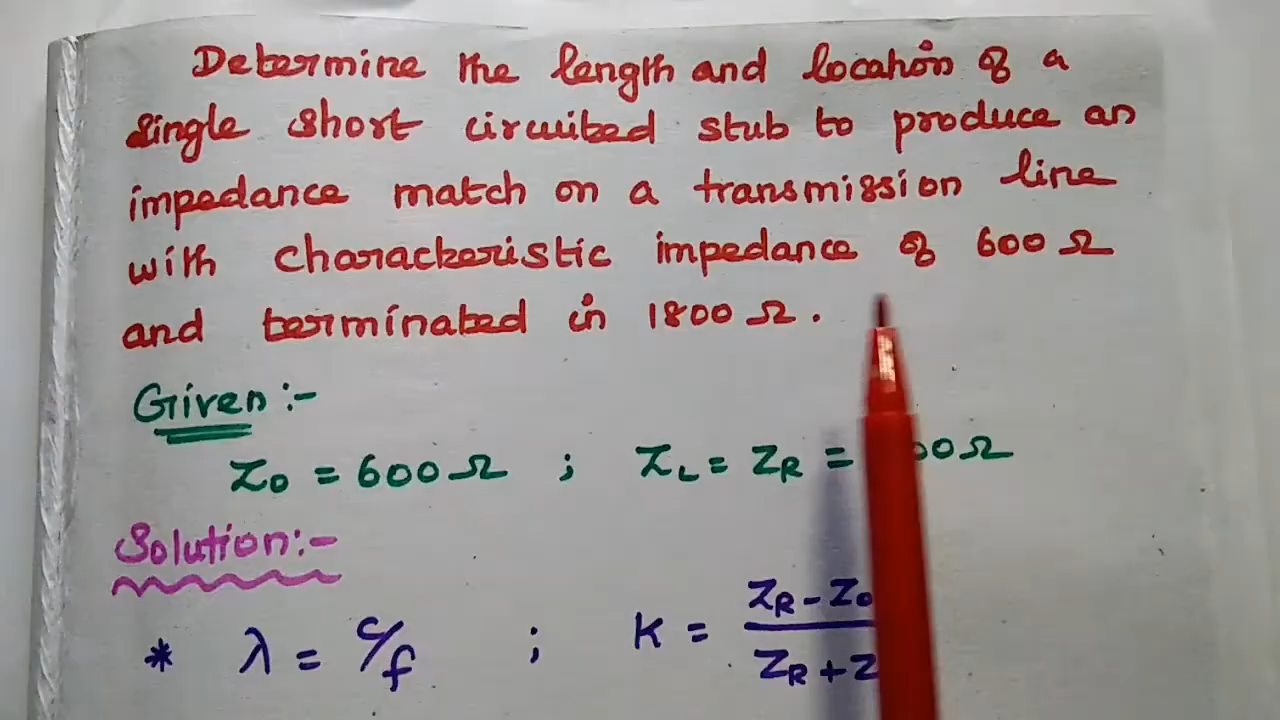 Determine the length and location of a
single short circuited stub to produce an
impedance match on a transmission line
with characteristic impedance of 600 Ω
and terminated in 1800 Ω.
Given :-
Z0 = 600 Ω ; ZL = ZR = 00 Ω
Solution:-
* λ = c/f ; K = ZR - Z0
ZR + Z